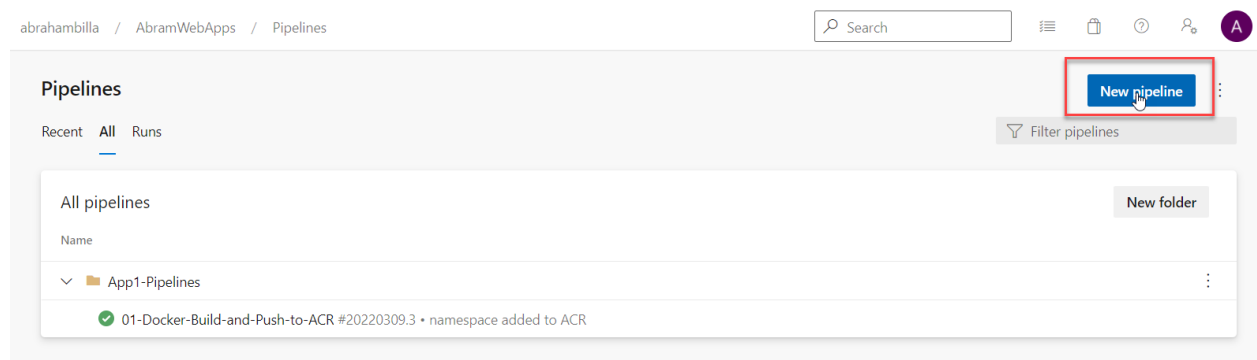 abrahambilla / AbramWebApps / Pipelines
Search
A
Pipelines
New pipeline
Recent All Runs
Filter pipelines
All pipelines
New folder
Name
App1-Pipelines
01-Docker-Build-and-Push-to-ACR #20220309.3 • namespace added to ACR